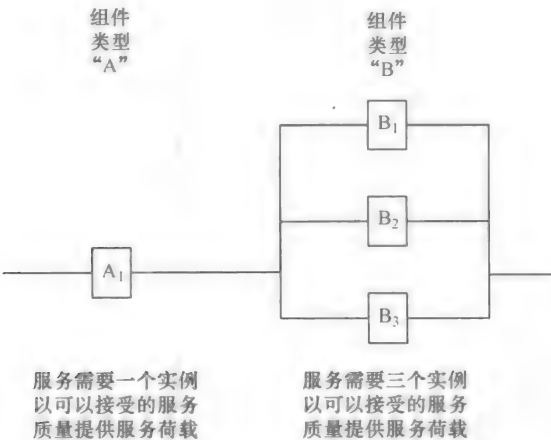 组件
类型
“A”
组件
类型
“B”
B1
B2
A1
B3
服务需要一个实例
以可以接受的服务
质量提供服务荷载
服务需要三个实例
以可以接受的服务
质量提供服务荷载